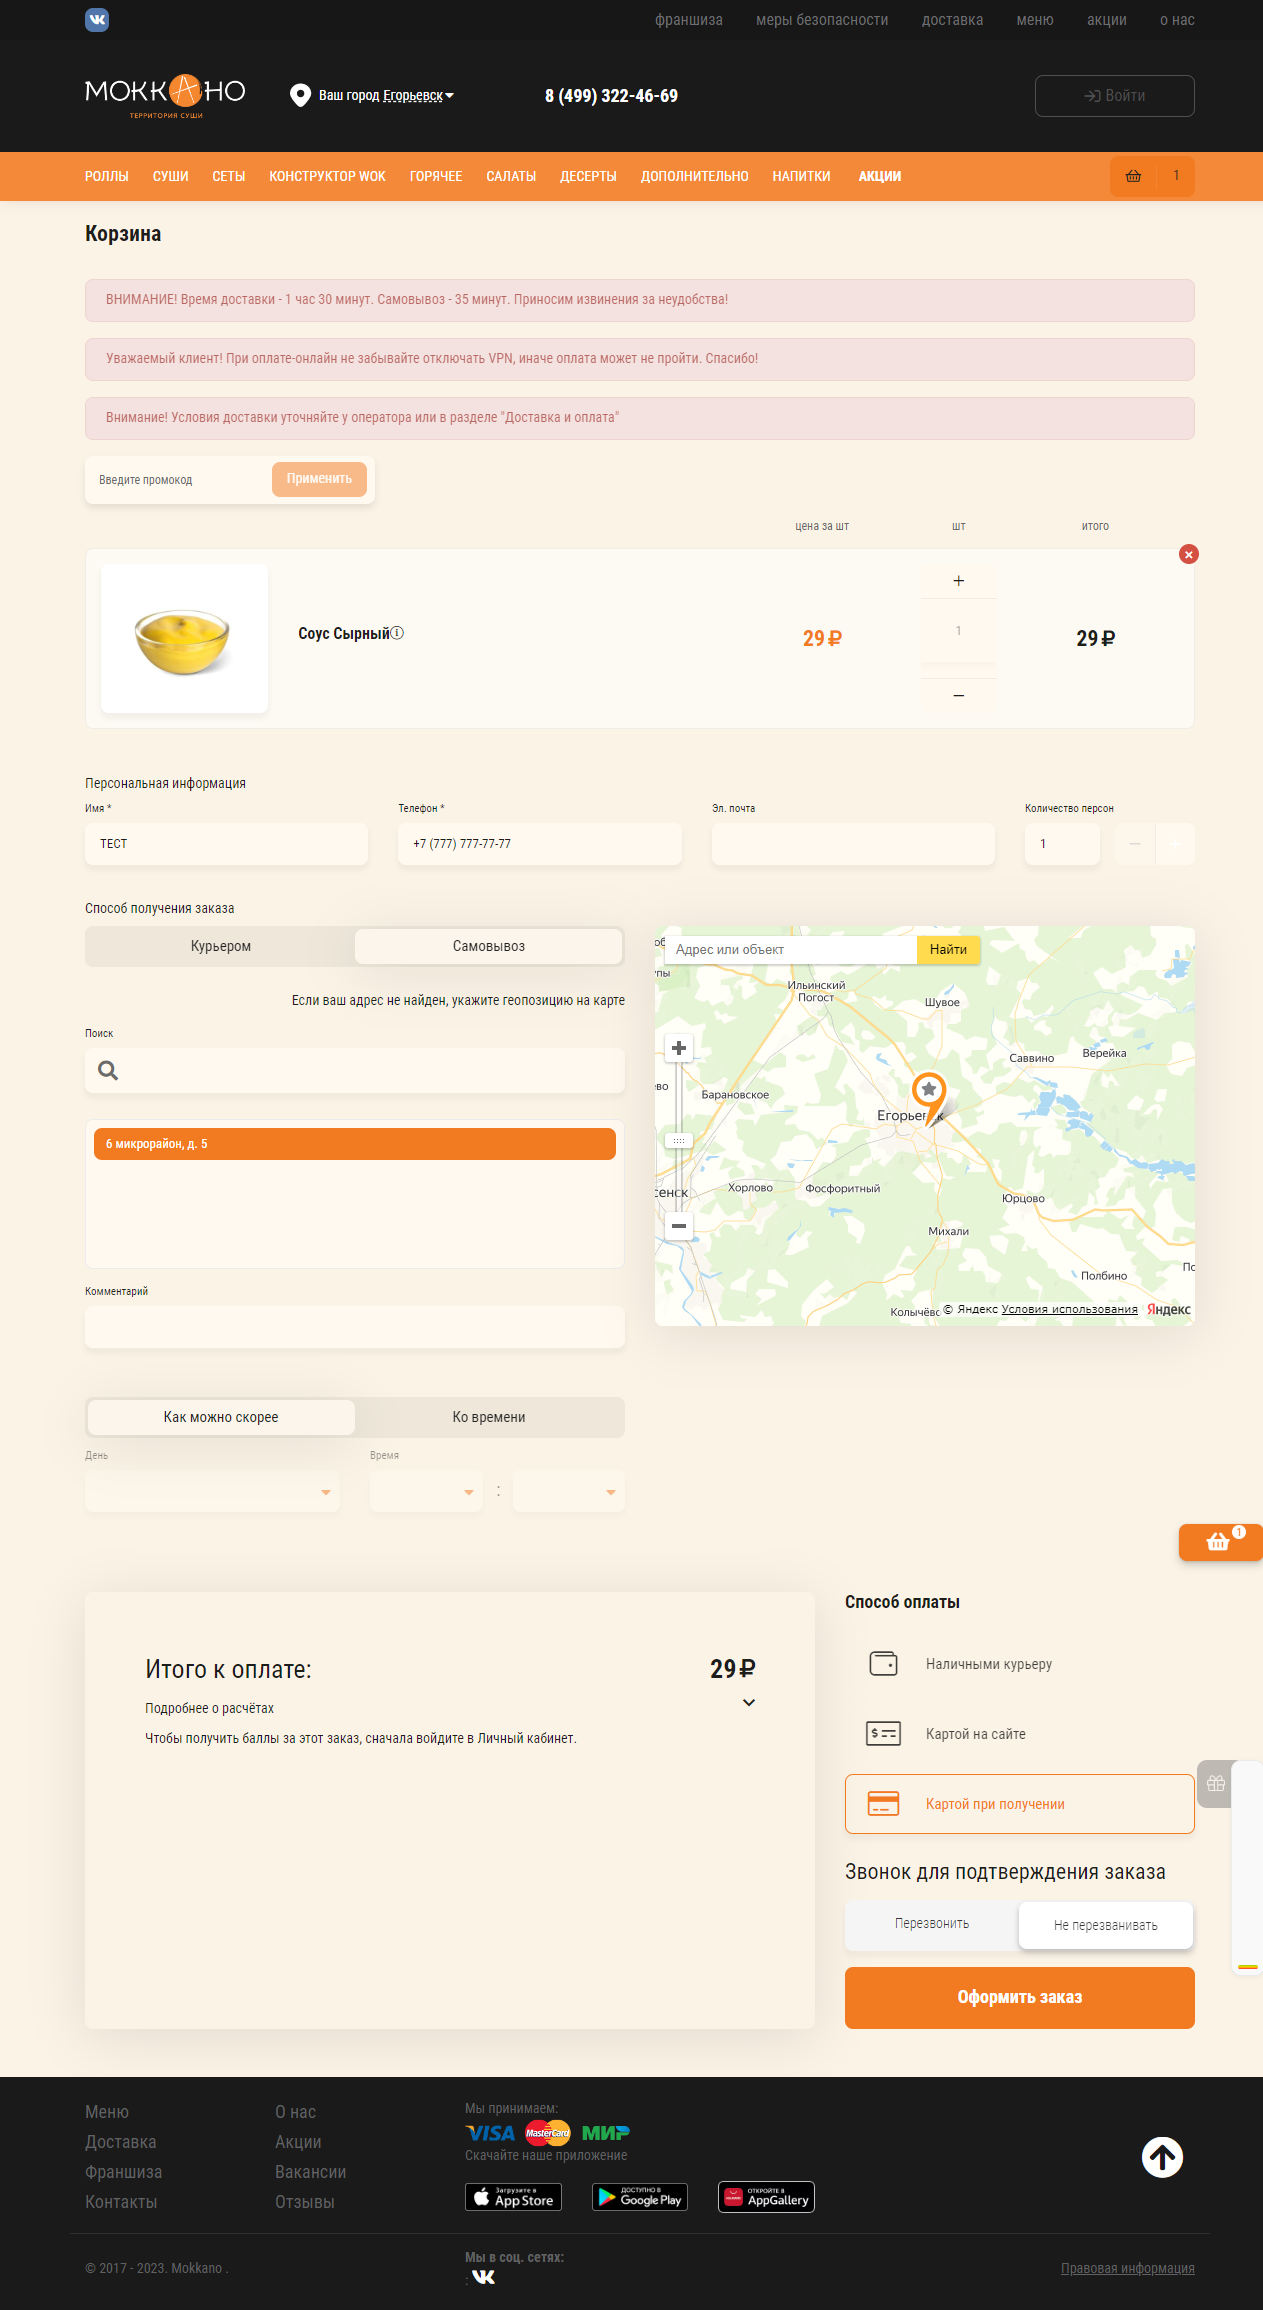 франшиза меры безопасности доставка меню акции о нас
МОККАНО
ТЕРРИТОРИЯ СУШИ
Ваш город Егорьевск
8 (499) 322-46-69
Войти
РОЛЛЫ СУШИ СЕТЫ КОНСТРУКТОР WOK ГОРЯЧЕЕ САЛАТЫ ДЕСЕРТЫ ДОПОЛНИТЕЛЬНО НАПИТКИ АКЦИИ 1
Корзина
ВНИМАНИЕ! Время доставки - 1 час 30 минут. Самовывоз - 35 минут. Приносим извинения за неудобства!
Уважаемый клиент! При оплате-онлайн не забывайте отключать VPN, иначе оплата может не пройти. Спасибо!
Внимание! Условия доставки уточняйте у оператора или в разделе "Доставка и оплата"
Введите промокод Применить
цена за шт шт итого
+
Соус Сырный 29 ₽ 1 29 ₽
−
Персональная информация
Имя * Телефон * Эл. почта Количество персон
ТЕСТ +7 (777) 777-77-77 1 − +
Способ получения заказа
Курьером Самовывоз
Если ваш адрес не найден, укажите геопозицию на карте
Поиск
6 микрорайон, д. 5
Комментарий
Адрес или объект Найти
Ильинский
Погост
Шувое
Саввино
Верейка
Барановское
Егорьевск
Хорлово
Фосфоритный
Юрцово
Михали
Полбино
Колычёво
© Яндекс Условия использования Яндекс
Как можно скорее Ко времени
День Время
:
1
Итого к оплате: 29 ₽
Подробнее о расчётах
Чтобы получить баллы за этот заказ, сначала войдите в Личный кабинет.
Способ оплаты
Наличными курьеру
Картой на сайте
Картой при получении
Звонок для подтверждения заказа
Перезвонить Не перезванивать
Оформить заказ
Меню О нас Мы принимаем:
Доставка Акции VISA MasterCard МИР
Франшиза Вакансии Скачайте наше приложение
Контакты Отзывы
Загрузите в App Store
ДОСТУПНО В Google Play
ОТКРОЙТЕ В AppGallery
© 2017 - 2023. Mokkano .
Мы в соц. сетях:
:
Правовая информация